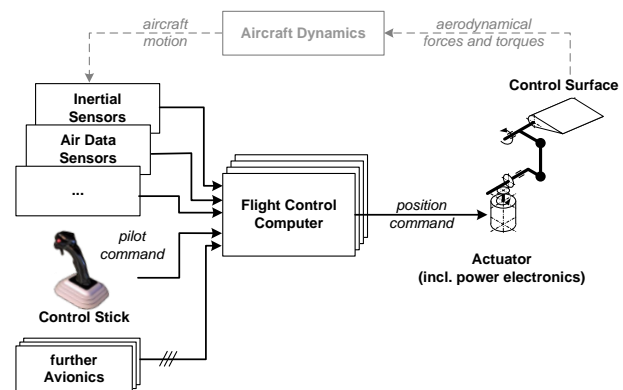 aircraft
motion
Aircraft Dynamics
aerodynamical
forces and torques
Control Surface
Inertial
Sensors
Air Data
Sensors
...
Flight Control
Computer
position
command
pilot
command
Actuator
(incl. power electronics)
Control Stick
further
Avionics